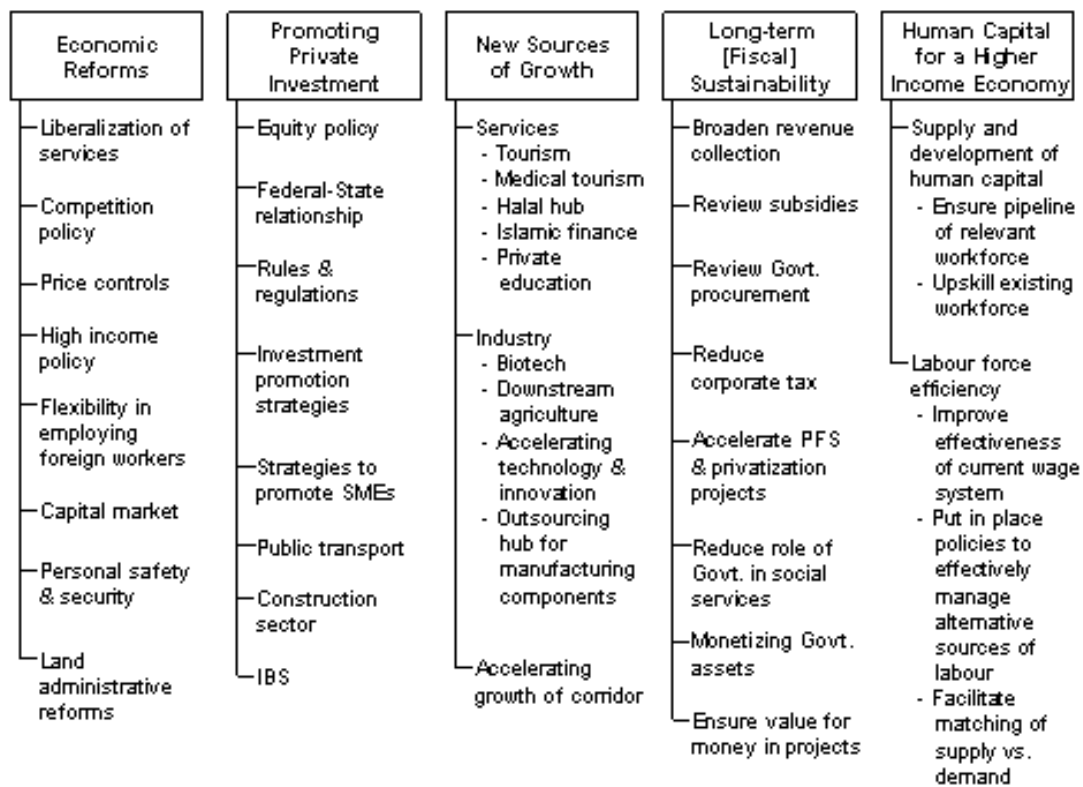 Economic
Reforms
Liberalization of
services
Competition
policy
Price controls
High income
policy
Flexibility in
employing
foreign workers
Capital market
Personal safety
& security
Land
administrative
reforms
Promoting
Private
Investment
Equity policy
Federal-State
relationship
Rules &
regulations
Investment
promotion
strategies
Strategies to
promote SMEs
Public transport
Construction
sector
IBS
New Sources
of Growth
Services
- Tourism
- Medical tourism
- Halal hub
- Islamic finance
- Private
education
Industry
- Biotech
- Downstream
agriculture
- Accelerating
technology &
innovation
- Outsourcing
hub for
manufacturing
components
Accelerating
growth of corridor
Long-term
[Fiscal]
Sustainability
Broaden revenue
collection
Review subsidies
Review Govt.
procurement
Reduce
corporate tax
Accelerate PFS
& privatization
projects
Reduce role of
Govt. in social
services
Monetizing Govt.
assets
Ensure value for
money in projects
Human Capital
for a Higher
Income Economy
Supply and
development of
human capital
- Ensure pipeline
of relevant
workforce
- Upskill existing
workforce
Labour force
efficiency
- Improve
effectiveness
of current wage
system
- Put in place
policies to
effectively
manage
alternative
sources of
labour
- Facilitate
matching of
supply vs.
demand